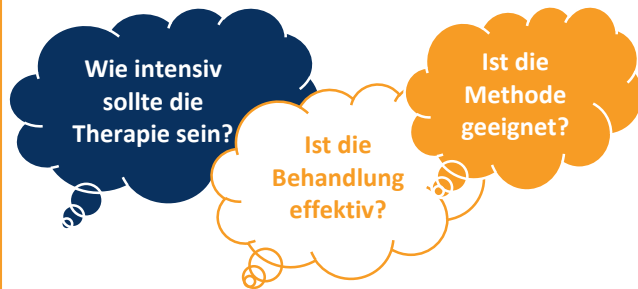 Wie intensiv
sollte die
Therapie sein?
Ist die
Behandlung
effektiv?
Ist die
Methode
geeignet?